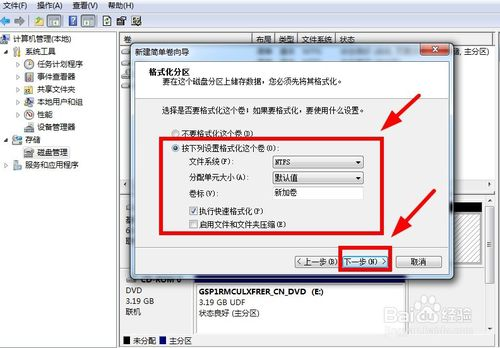 文件(F) 操作(A) 查看(V) 帮助(H)
计算机管理(本地)
系统工具
任务计划程序
事件查看器
共享文件夹
本地用户和组
性能
设备管理器
存储
磁盘管理
服务和应用程序
卷 布局 类型 文件系统 状态
新建简单卷向导
格式化分区
要在这个磁盘分区上储存数据，您必须先将其格式化。
选择是否要格式化这个卷；如果要格式化，要使用什么设置。
不要格式化这个卷(D)
按下列设置格式化这个卷(O):
文件系统(F): NTFS
分配单元大小(A): 默认值
卷标(V): 新加卷
执行快速格式化(P)
启用文件和文件夹压缩(E)
<上一步(B) 下一步(N)> 取消
CD-ROM 0
DVD
3.19 GB
联机
GSP1RMCULXFRER_CN_DVD (E:)
3.19 GB UDF
状态良好 (主分区)
未分配 主分区
Baidu经验